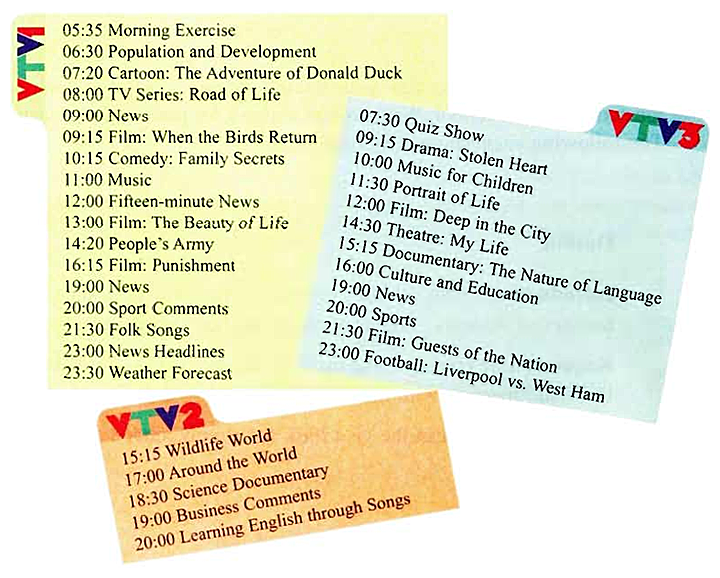 VTV1
05:35 Morning Exercise
06:30 Population and Development
07:20 Cartoon: The Adventure of Donald Duck
08:00 TV Series: Road of Life
09:00 News
09:15 Film: When the Birds Return
10:15 Comedy: Family Secrets
11:00 Music
12:00 Fifteen-minute News
13:00 Film: The Beauty of Life
14:20 People's Army
16:15 Film: Punishment
19:00 News
20:00 Sport Comments
21:30 Folk Songs
23:00 News Headlines
23:30 Weather Forecast
VTV3
07:30 Quiz Show
09:15 Drama: Stolen Heart
10:00 Music for Children
11:30 Portrait of Life
12:00 Film: Deep in the City
14:30 Theatre: My Life
15:15 Documentary: The Nature of Language
16:00 Culture and Education
19:00 News
20:00 Sports
21:30 Film: Guests of the Nation
23:00 Football: Liverpool vs. West Ham
VTV2
15:15 Wildlife World
17:00 Around the World
18:30 Science Documentary
19:00 Business Comments
20:00 Learning English through Songs